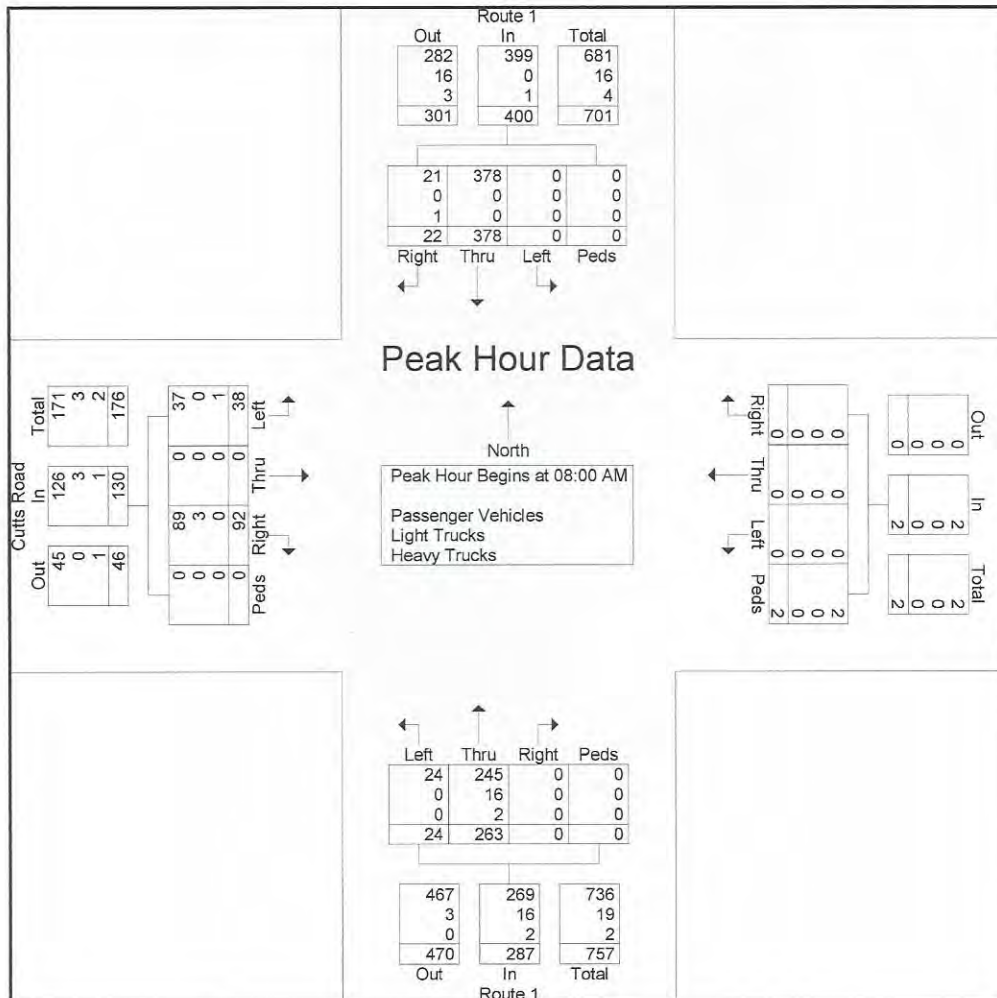 Route 1
Out In Total
282 399 681
16 0 16
3 1 4
301 400 701
21 378 0 0
0 0 0 0
1 0 0 0
22 378 0 0
Right Thru Left Peds
Peak Hour Data
North
Peak Hour Begins at 08:00 AM
Passenger Vehicles
Light Trucks
Heavy Trucks
Cutts Road
Out In Total
45 126 171
0 3 3
1 1 2
46 130 176
37 0 89 0
0 0 3 0
1 0 0 0
38 0 92 0
Left Thru Right Peds
Right Thru Left Peds
0 0 0 2
0 0 0 0
0 0 0 0
0 0 0 2
Out In Total
0 2 2
0 0 0
0 0 0
0 2 2
Left Thru Right Peds
24 245 0 0
0 16 0 0
0 2 0 0
24 263 0 0
467 269 736
3 16 19
0 2 2
470 287 757
Out In Total
Route 1